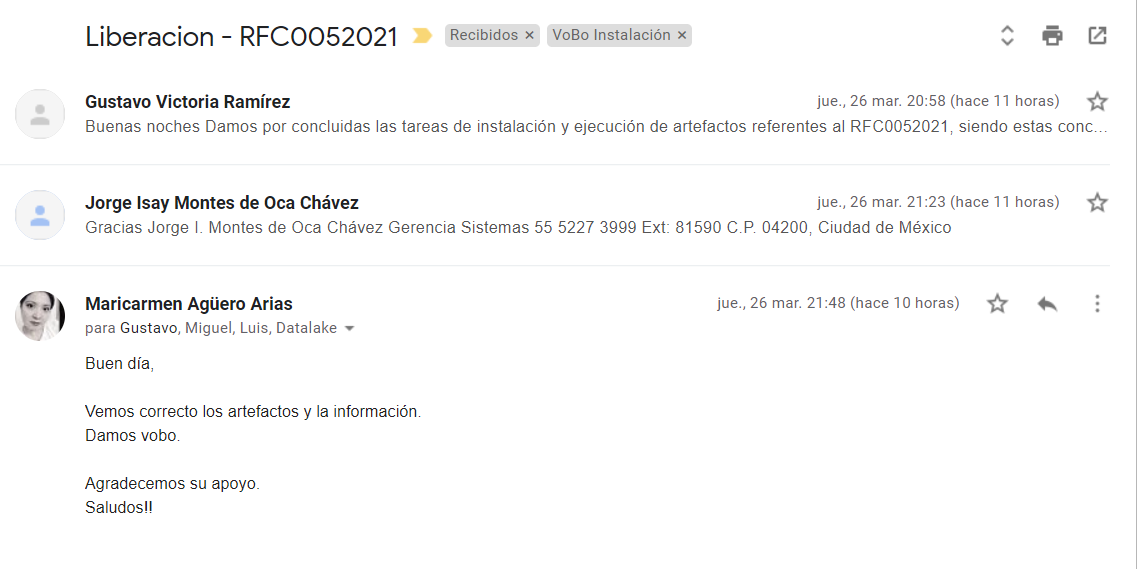 Liberacion - RFC0052021 Recibidos × VoBo Instalación ×
Gustavo Victoria Ramírez jue., 26 mar. 20:58 (hace 11 horas)
Buenas noches Damos por concluidas las tareas de instalación y ejecución de artefactos referentes al RFC0052021, siendo estas conc...
Jorge Isay Montes de Oca Chávez jue., 26 mar. 21:23 (hace 11 horas)
Gracias Jorge I. Montes de Oca Chávez Gerencia Sistemas 55 5227 3999 Ext: 81590 C.P. 04200, Ciudad de México
Maricarmen Agüero Arias jue., 26 mar. 21:48 (hace 10 horas)
para Gustavo, Miguel, Luis, Datalake
Buen día,
Vemos correcto los artefactos y la información.
Damos vobo.
Agradecemos su apoyo.
Saludos!!